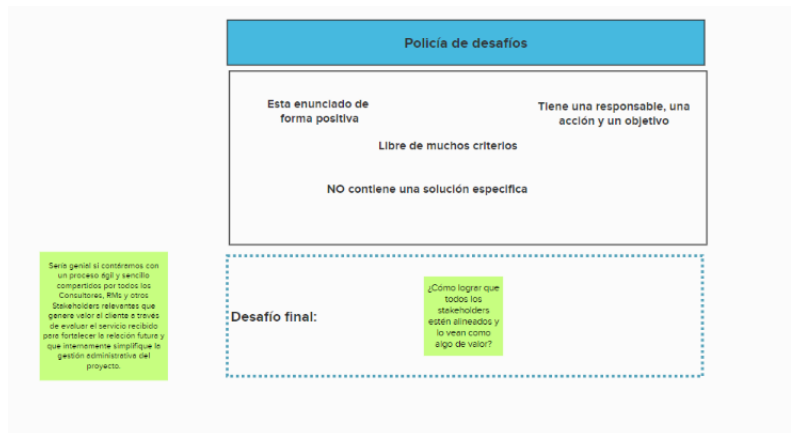 Policía de desafíos
Esta enunciado de
forma positiva
Tiene una responsable, una
acción y un objetivo
Libre de muchos criterios
NO contiene una solución especifica
Sería genial si contáramos con
un proceso ágil y sencillo
compartidos por todos los
Consultores, RMs y otros
Stakeholders relevantes que
genere valor al cliente a través
de evaluar el servicio recibido
para fortalecer la relación futura y
que internamente simplifique la
gestión administrativa del
proyecto.
Desafío final:
¿Cómo lograr que
todos los
stakeholders
estén alineados y
lo vean como
algo de valor?